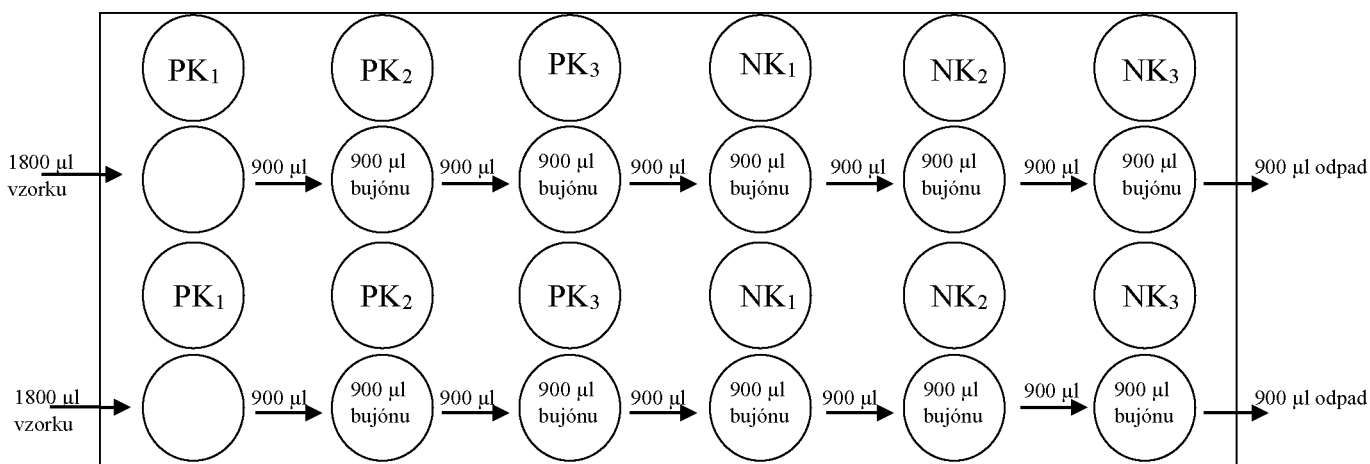 PK₁ PK₂ PK₃ NK₁ NK₂ NK₃
1800 µl
vzorku
900 µl 900 µl 900 µl 900 µl 900 µl
900 µl bujónu
900 µl bujónu
900 µl bujónu
900 µl bujónu
900 µl bujónu
900 µl odpad
PK₁ PK₂ PK₃ NK₁ NK₂ NK₃
1800 µl
vzorku
900 µl 900 µl 900 µl 900 µl 900 µl
900 µl bujónu
900 µl bujónu
900 µl bujónu
900 µl bujónu
900 µl bujónu
900 µl odpad